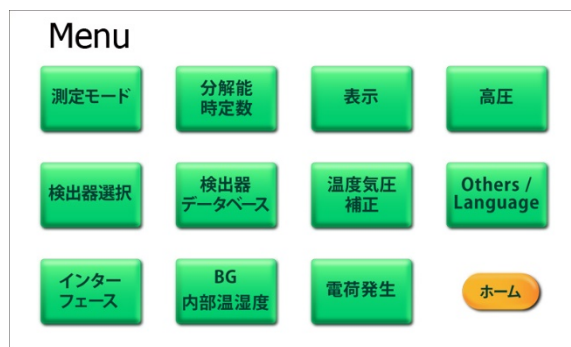 Menu
測定モード
分解能
時定数
表示
高圧
検出器選択
検出器
データベース
温度気圧
補正
Others /
Language
インター
フェース
BG
内部温湿度
電荷発生
ホーム